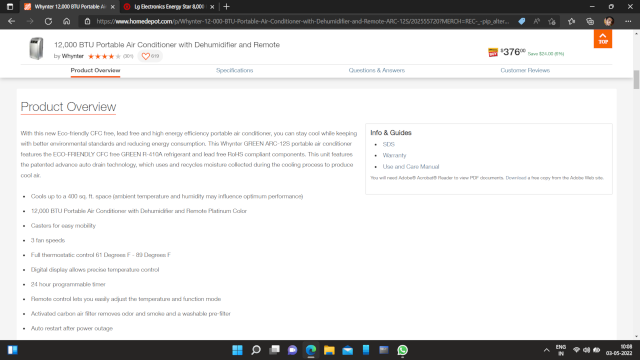 Whynter 12,000 BTU Portable Ai
Lg Electronics Energy Star 8,000
https://www.homedepot.com/p/Whynter-12-000-BTU-Portable-Air-Conditioner-with-Dehumidifier-and-Remote-ARC-12S/202555720?MERCH=REC-_-pip_alter...
12,000 BTU Portable Air Conditioner with Dehumidifier and Remote
by Whynter
619
$376.00
Save $24.00 (6%)
TOP
Product Overview
Specifications
Questions & Answers
Customer Reviews
Product Overview
With this new Eco-friendly CFC free, lead free and high energy efficiency portable air conditioner, you can stay cool while keeping
with better environmental standards and reducing energy consumption. This Whynter GREEN ARC-12S portable air conditioner
features the ECO-FRIENDLY CFC free GREEN R-410A refrigerant and lead free RoHS compliant components. This unit features
the patented advance auto drain technology, which uses and recycles moisture collected during the cooling process to produce
cool air.
Cools up to a 400 sq. ft. space (ambient temperature and humidity may influence optimum performance)
12,000 BTU Portable Air Conditioner with Dehumidifier and Remote Platinum Color
Casters for easy mobility
3 fan speeds
Full thermostatic control 61 Degrees F - 89 Degrees F
Digital display allows precise temperature control
24 hour programmable timer
Remote control lets you easily adjust the temperature and function mode
Activated carbon air filter removes odor and smoke and a washable pre-filter
Auto restart after power outage
Info & Guides
SDS
Warranty
Use and Care Manual
You will need Adobe® Acrobat® Reader to view PDF documents. Download a free copy from the Adobe Web site.
ENG
IN
10:08
03-05-2022